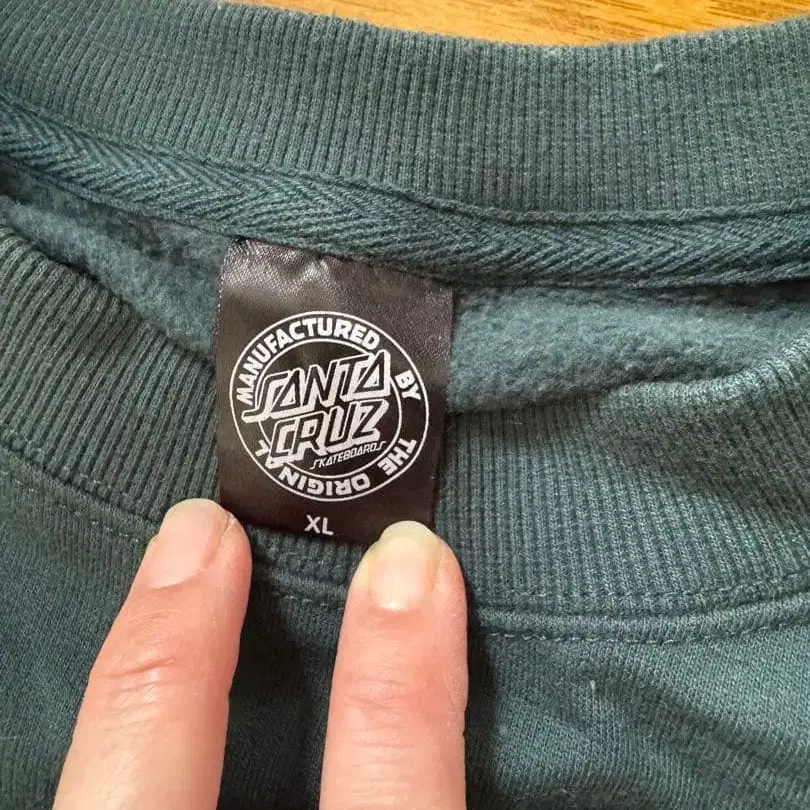 MANUFACTURED BY THE ORIGINAL
SANTA
CRUZ
SKATEBOARDS
XL